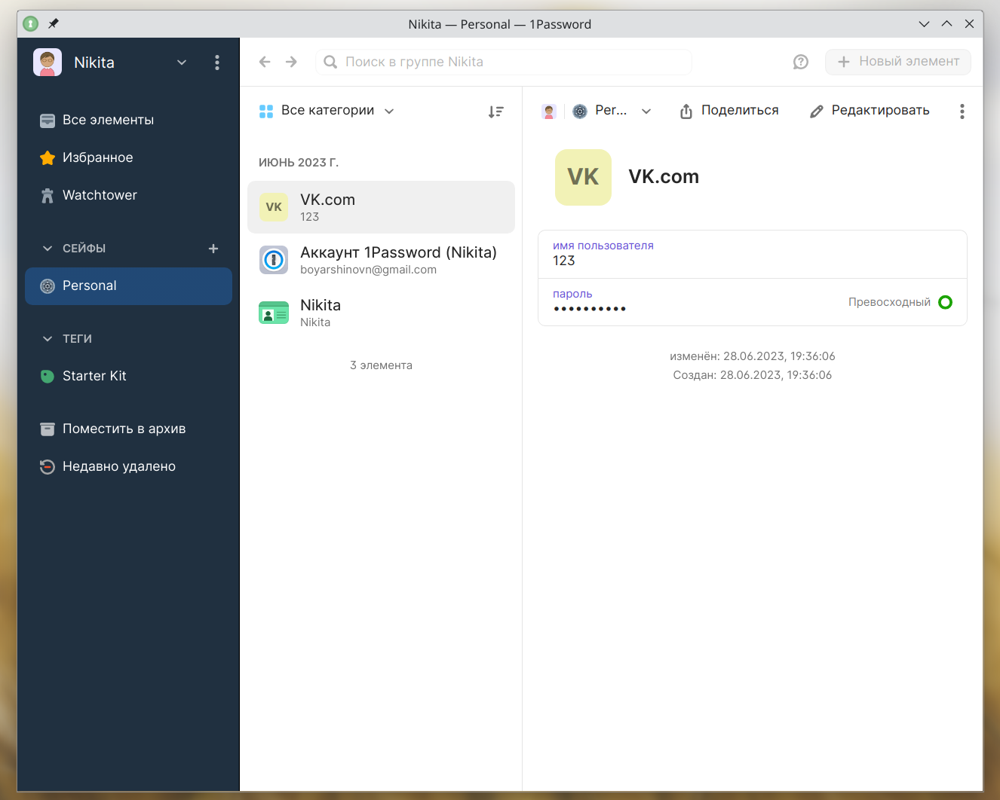 Nikita — Personal — 1Password
Nikita
Все элементы
Избранное
Watchtower
СЕЙФЫ
Personal
ТЕГИ
Starter Kit
Поместить в архив
Недавно удалено
Поиск в группе Nikita
Новый элемент
Все категории
ИЮНЬ 2023 Г.
VK
VK.com
123
Аккаунт 1Password (Nikita)
boyarshinovn@gmail.com
Nikita
Nikita
3 элемента
Per...
Поделиться
Редактировать
VK
VK.com
имя пользователя
123
пароль
••••••••••
Превосходный
изменён: 28.06.2023, 19:36:06
Создан: 28.06.2023, 19:36:06